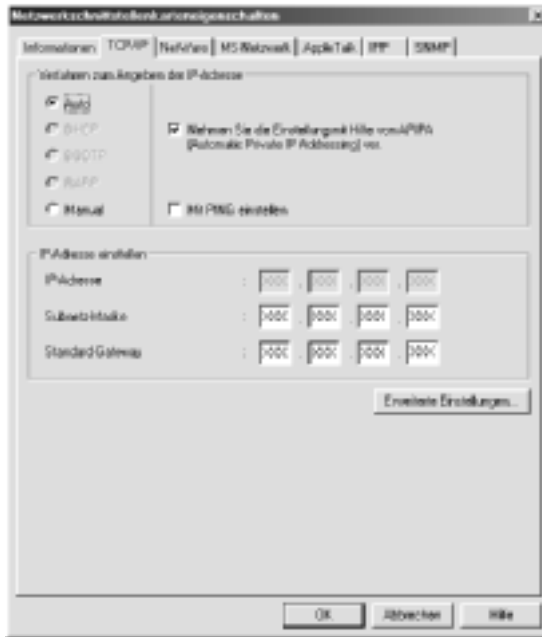 Netzwerkschnittstellenkarteneigenschaften
Informationen TCP/IP NetWare MS-Netzwerk AppleTalk IPP SNMP
Verfahren zum Angeben der IP-Adresse
Auto
DHCP
BOOTP
RARP
Manual
Nehmen Sie die Einstellung mit Hilfe von APIPA
(Automatic Private IP Addressing) vor.
Mit PING einstellen
IP-Adresse einstellen
IP-Adresse :
Subnetz-Maske :
Standard-Gateway :
Erweiterte Einstellungen...
OK Abbrechen Hilfe